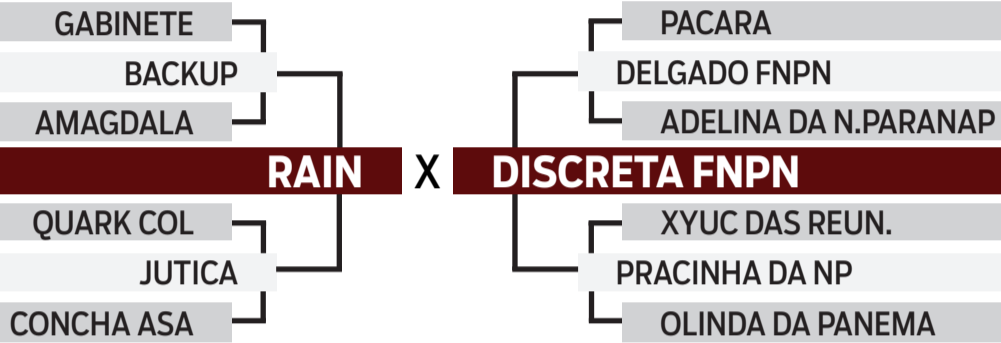 GABINETE
BACKUP
AMAGDALA
RAIN
QUARK COL
JUTICA
CONCHA ASA
X
PACARA
DELGADO FNPN
ADELINA DA N.PARANAP
DISCRETA FNPN
XYUC DAS REUN.
PRACINHA DA NP
OLINDA DA PANEMA